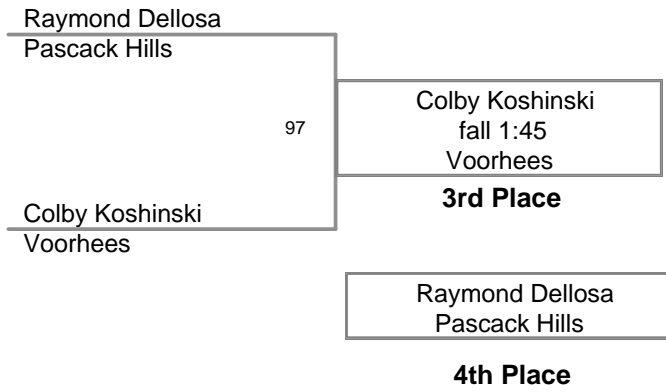 Raymond Dellosa
Pascack Hills
97
Colby Koshinski
fall 1:45
Voorhees
3rd Place
Colby Koshinski
Voorhees
Raymond Dellosa
Pascack Hills
4th Place